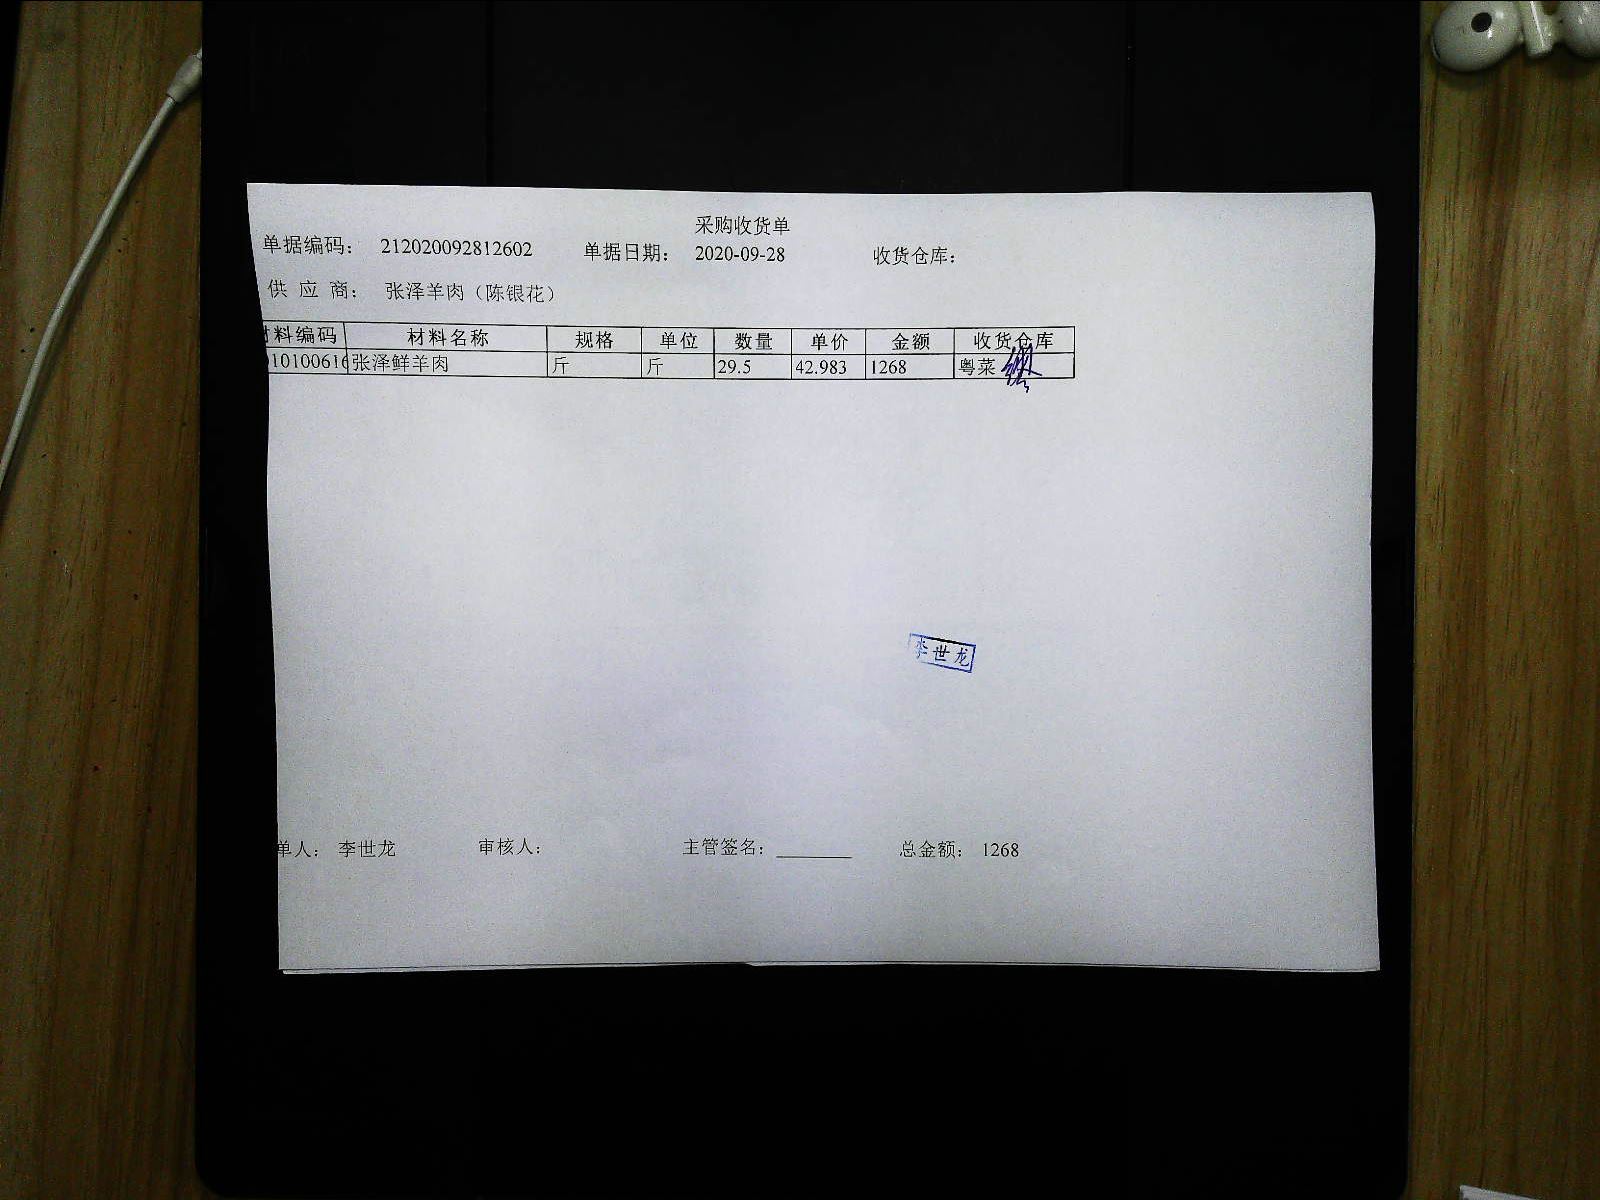 采购收货单
单据编码： 212020092812602 单据日期： 2020-09-28 收货仓库：
供 应 商： 张泽羊肉（陈银花）
料编码 材料名称 规格 单位 数量 单价 金额 收货仓库
1010061 张泽鲜羊肉 斤 斤 29.5 42.983 1268 粤菜
李世龙
单人： 李世龙 审核人： 主管签名： ________ 总金额： 1268